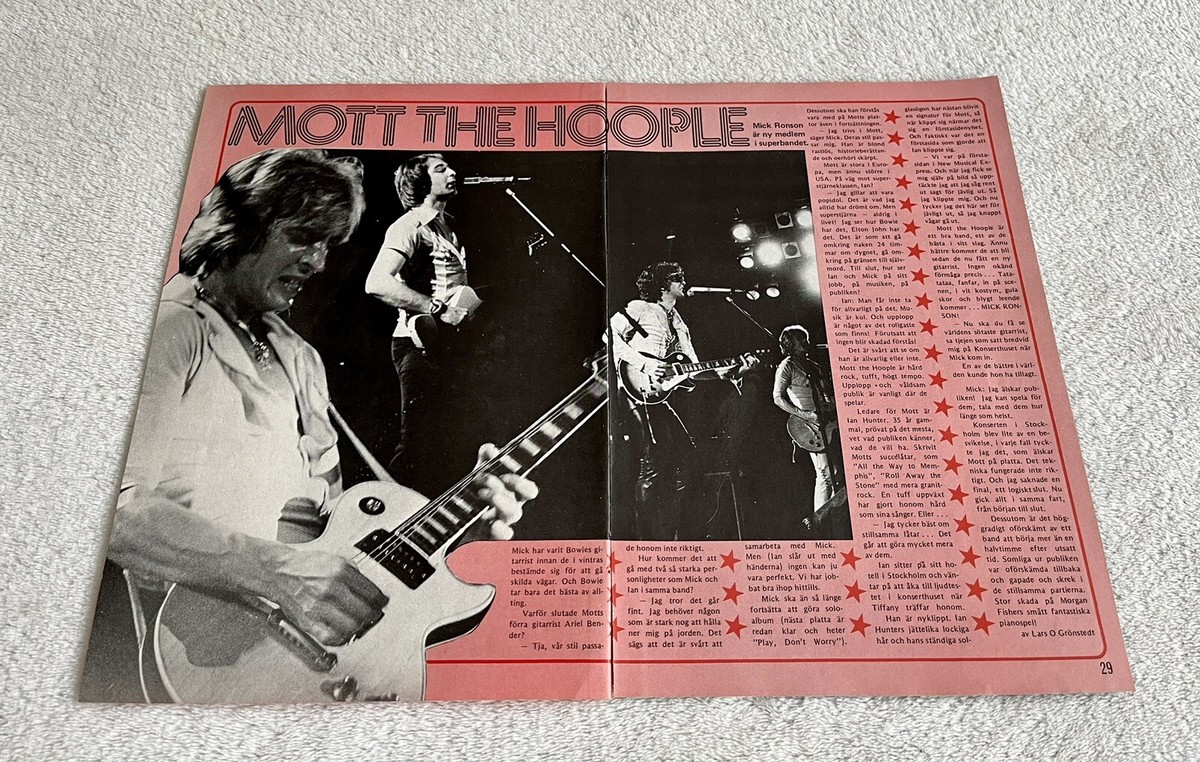 MOTT THE HOOPLE
Mick Ronson
är ny medlem
i superbandet.
Mick har varit Bowies gi-
tarrist innan de i vintras
bestämde sig för att gå
skilda vägar. Och Bowie
tar bara det bästa av all-
ting.
Varför slutade Motts
förra gitarrist Ariel Ben-
der?
— Tja, vår stil passa-
de honom inte riktigt.
Hur kommer det att
gå med två så starka per-
sonligheter som Mick och
Ian i samma band?
— Jag tror det går
fint. Jag behöver någon
som är stark nog att hålla
ner mig på jorden. Det
sägs att det är svårt att
samarbeta med Mick.
Men (Ian slår ut med
händerna) ingen kan ju
vara perfekt. Vi har job-
bat bra ihop hittills.
Mick ska än så länge
fortsätta att göra solo-
album (nästa platta är
redan klar och heter
"Play, Don't Worry").
Dessutom ska han förstås
vara med på Motts plat-
tor även i fortsättningen.
— Jag trivs i Mott,
säger Mick. Deras stil pas-
sar mig. Han är blond
rastlös, historieberättan-
de och oerhört skärpt.
Mott är stora i Euro-
pa, men ännu större i
USA. På väg mot super-
stjärneklassen, Ian?
— Jag gillar att vara
popidol. Det är vad jag
alltid har drömt om. Men
superstjärna — aldrig i
livet! Jag ser hur Bowie
har det, Elton John har
det. Det är som att gå
omkring naken 24 tim-
mar om dygnet, gå om-
kring på gränsen till själv-
mord. Till slut, hur ser
Ian och Mick på sitt
jobb, på musiken, på
publiken?
Ian: Man får inte ta
för allvarligt på det. Mu-
sik är kul. Och upplopp
är något av det roligaste
som finns! Förutsatt att
ingen blir skadad förstås!
Det är svårt att se om
han är allvarlig eller inte.
Mott the Hoople är hård
rock, tufft, högt tempo.
Upplopp och våldsam
publik är vanligt där de
spelar.
Ledare för Mott är
Ian Hunter. 35 år gam-
mal, prövat på det mesta,
vet vad publiken känner,
vad de vill ha. Skrivit
Motts succélåtar, som
"All the Way to Mem-
phis", "Roll Away the
Stone" med mera granit-
rock. En tuff uppväxt
har gjort honom hård
som sina sånger. Eller . . .
— Jag tycker bäst om
stillsamma låtar . . . Det
går att göra mycket mera
av dem.
Ian sitter på sitt ho-
tell i Stockholm och vän-
tar på att åka till ljudtes-
tet i konserthuset när
Tiffany träffar honom.
Han är nyklippt. Ian
Hunters jättelika lockiga
hår och hans ständiga sol-
glasögon har nästan blivit
en signatur för Mott, så
når klippt sig närmar det
sig en förstasidenyhet.
Och faktiskt var det en
förstasida som gjorde att
Ian klippte sig.
— Vi var på första-
sidan i New Musical Ex-
press. Och när jag fick se
mig själv på bild så upp-
täckte jag att jag såg rent
ut sagt för jävlig ut. Så
jag klippte mig. Och nu
tycker jag det här ser för
jävligt ut, så jag knappt
vågar gå ut.
Mott the Hoople är
ett bra band, ett av de
bästa i sitt slag. Ännu
bättre kommer de att bli
sedan de nu fått en ny
gitarrist. Ingen okänd
förmåga precis . . . Tata-
tataa, fanfar, in på sce-
nen, i vit kostym, gula
skor och blygt leende
kommer . . . MICK RON-
SON!
— Nu ska du få se
världens sötaste gitarrist,
sa tjejen som satt bredvid
mig på Konserthuset när
Mick kom in.
En av de bättre i värl-
den kunde hon ha tillagt.
Mick: Jag älskar pub-
liken! Jag kan spela för
dem, tala med dem hur
länge som helst.
Konserten i Stock-
holm blev lite av en be-
svikelse, i varje fall tyck-
te jag det, som älskar
Mott på platta. Det tek-
niska fungerade inte rik-
tigt. Och jag saknade en
final, ett logiskt slut. Nu
gick allt i samma fart,
från början till slut.
Dessutom är det hög-
gradigt oförskämt av ett
band att börja mer än en
halvtimme efter utsatt
tid. Somliga ur publiken
var oförskämda tillbaka
och gapade och skrek i
de stillsamma partierna.
Stor skada på Morgan
Fishers smått fantastiska
pianospel!
av Lars O Grönstedt
29